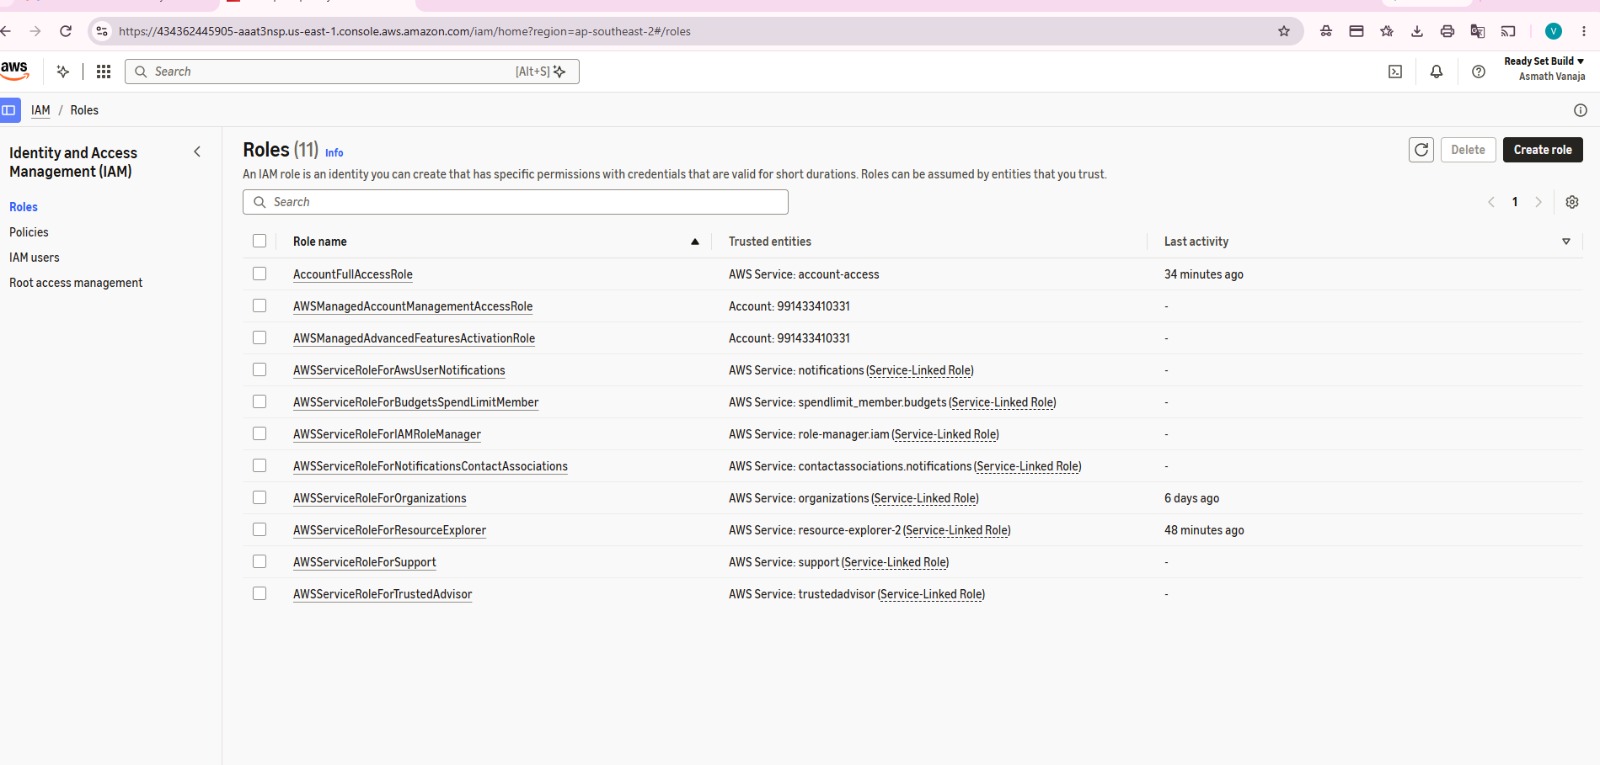 https://434362445905-aaat3nsp.us-east-1.console.aws.amazon.com/iam/home?region=ap-southeast-2#/roles
V
aws
Search
[Alt+S]
Ready Set Build
Asmath Vanaja
IAM / Roles
Identity and Access
Management (IAM)
Roles
Policies
IAM users
Root access management
Roles (11) Info
Delete
Create role
An IAM role is an identity you can create that has specific permissions with credentials that are valid for short durations. Roles can be assumed by entities that you trust.
Search
1
Role name Trusted entities Last activity
AccountFullAccessRole AWS Service: account-access 34 minutes ago
AWSManagedAccountManagementAccessRole Account: 991433410331 -
AWSManagedAdvancedFeaturesActivationRole Account: 991433410331 -
AWSServiceRoleForAwsUserNotifications AWS Service: notifications (Service-Linked Role) -
AWSServiceRoleForBudgetsSpendLimitMember AWS Service: spendlimit_member.budgets (Service-Linked Role) -
AWSServiceRoleForIAMRoleManager AWS Service: role-manager.iam (Service-Linked Role) -
AWSServiceRoleForNotificationsContactAssociations AWS Service: contactassociations.notifications (Service-Linked Role) -
AWSServiceRoleForOrganizations AWS Service: organizations (Service-Linked Role) 6 days ago
AWSServiceRoleForResourceExplorer AWS Service: resource-explorer-2 (Service-Linked Role) 48 minutes ago
AWSServiceRoleForSupport AWS Service: support (Service-Linked Role) -
AWSServiceRoleForTrustedAdvisor AWS Service: trustedadvisor (Service-Linked Role) -